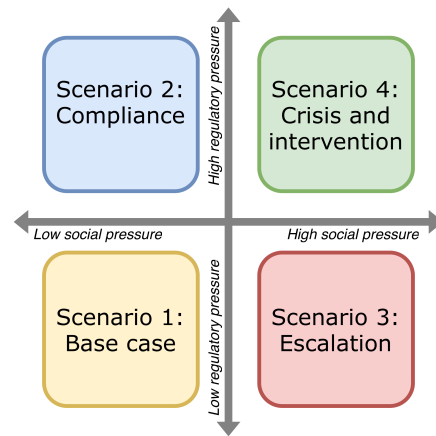 Scenario 2:
Compliance
High regulatory pressure
Scenario 4:
Crisis and
intervention
Low social pressure
High social pressure
Scenario 1:
Base case
Low regulatory pressure
Scenario 3:
Escalation